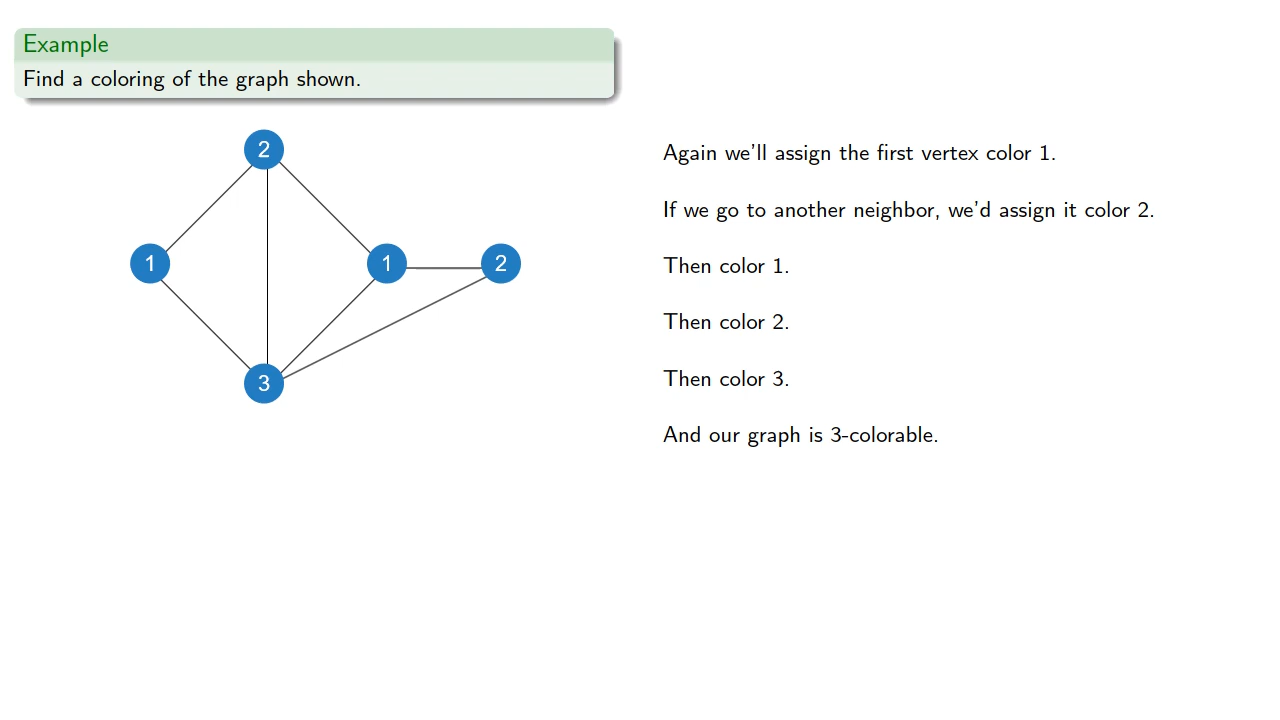 Example
Find a coloring of the graph shown.
2
1
1
2
3
Again we'll assign the first vertex color 1.
If we go to another neighbor, we'd assign it color 2.
Then color 1.
Then color 2.
Then color 3.
And our graph is 3-colorable.